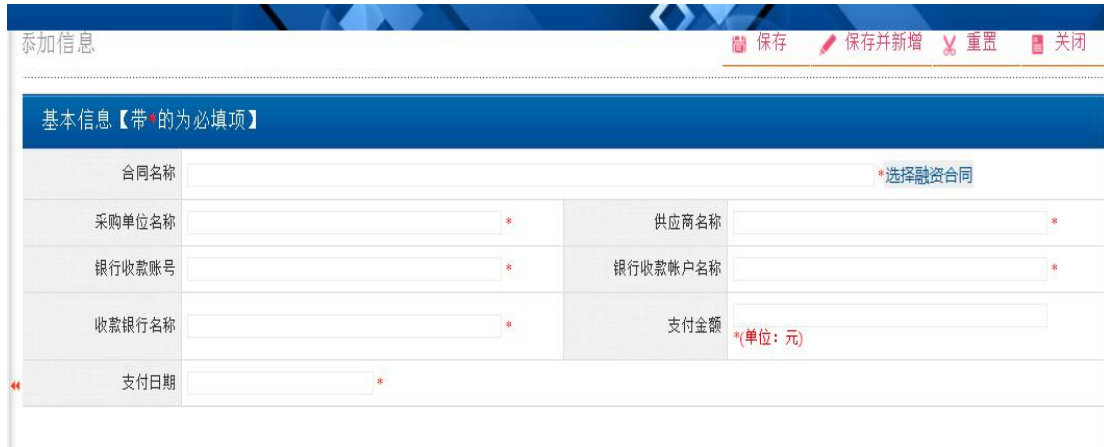 添加信息
保存 保存并新增 重置 关闭
基本信息【带*的为必填项】
合同名称 *选择融资合同
采购单位名称 * 供应商名称 *
银行收款账号 * 银行收款帐户名称 *
收款银行名称 * 支付金额
*(单位：元)
支付日期 *